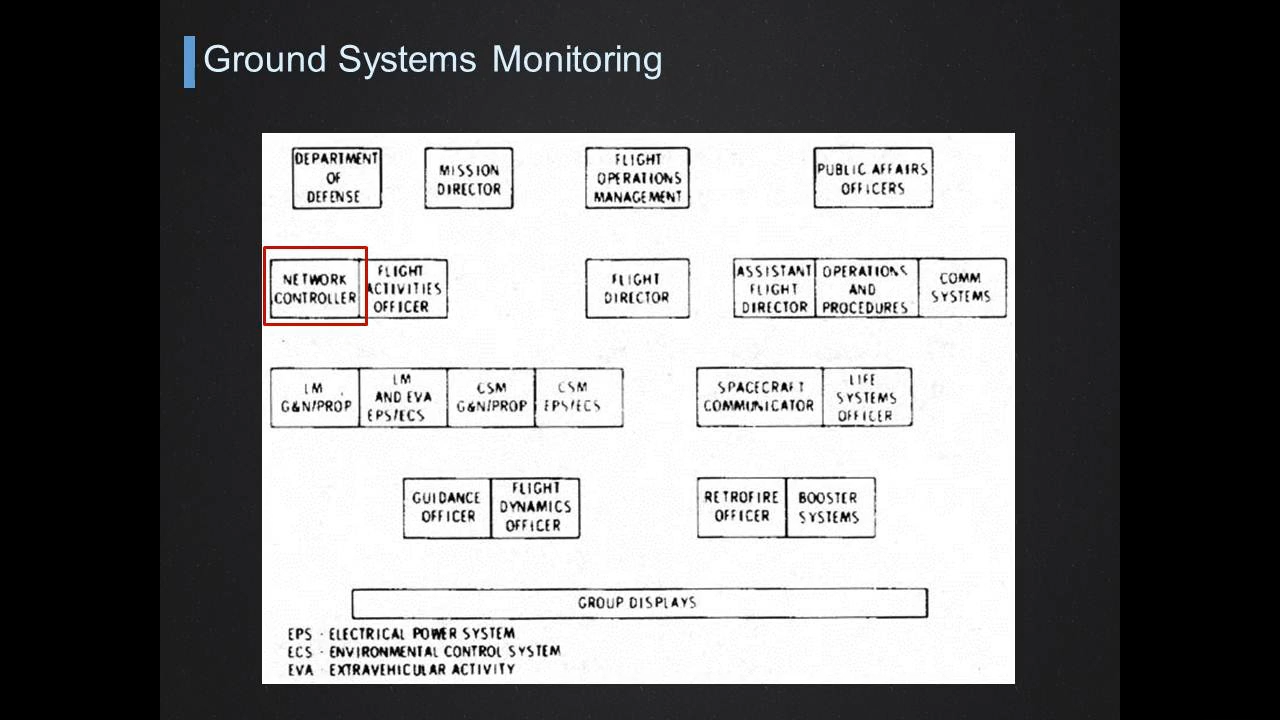 Ground Systems Monitoring
DEPARTMENT
OF
DEFENSE
MISSION
DIRECTOR
FLIGHT
OPERATIONS
MANAGEMENT
PUBLIC AFFAIRS
OFFICERS
NETWORK
CONTROLLER
FLIGHT
ACTIVITIES
OFFICER
FLIGHT
DIRECTOR
ASSISTANT
FLIGHT
DIRECTOR
OPERATIONS
AND
PROCEDURES
COMM
SYSTEMS
LM
G&N/PROP
LM
AND EVA
EPS/ECS
CSM
G&N/PROP
CSM
EPS/ECS
SPACECRAFT
COMMUNICATOR
LIFE
SYSTEMS
OFFICER
GUIDANCE
OFFICER
FLIGHT
DYNAMICS
OFFICER
RETROFIRE
OFFICER
BOOSTER
SYSTEMS
GROUP DISPLAYS
EPS - ELECTRICAL POWER SYSTEM
ECS - ENVIRONMENTAL CONTROL SYSTEM
EVA - EXTRAVEHICULAR ACTIVITY